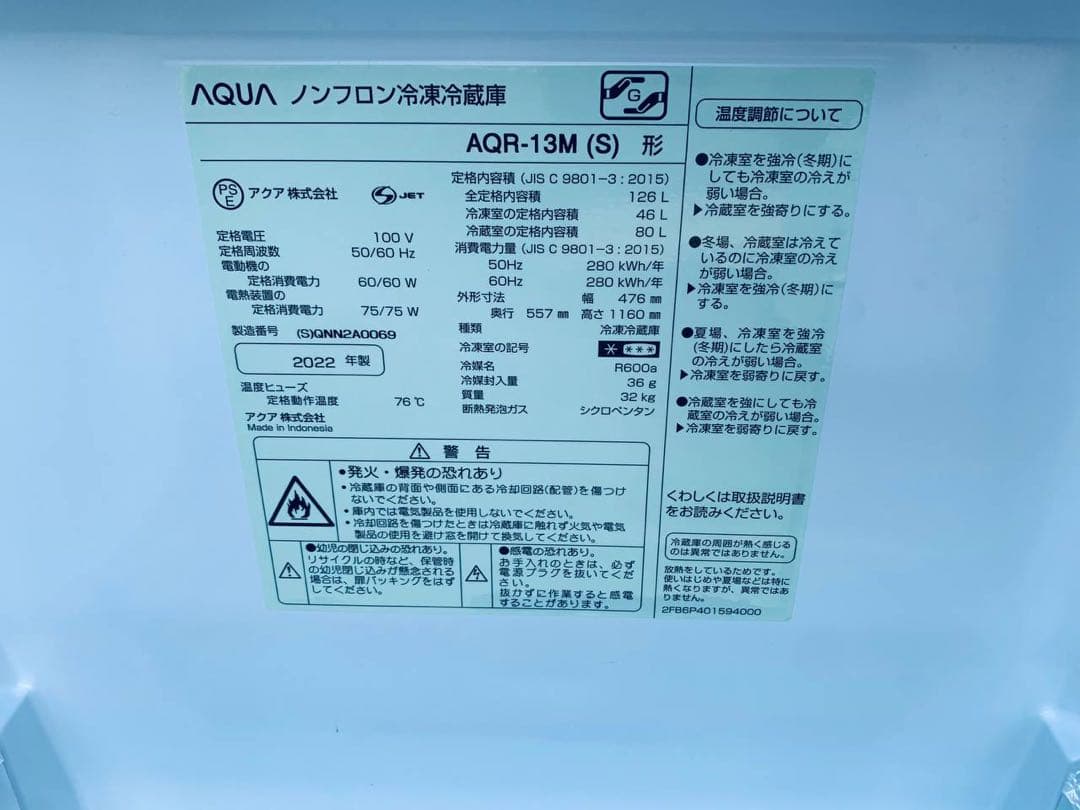 AQUA ノンフロン冷凍冷蔵庫
G
AQR-13M (S) 形
PS
E
アクア 株式会社
S JET
定格電圧 100 V
定格周波数 50/60 Hz
電動機の
定格消費電力 60/60 W
電熱装置の
定格消費電力 75/75 W
製造番号 (S)QNN2A0069
2022 年製
温度ヒューズ
定格動作温度 76 ℃
アクア 株式会社
Made in Indonesia
定格内容積 (JIS C 9801-3 : 2015)
全定格内容積 126 L
冷凍室の定格内容積 46 L
冷蔵室の定格内容積 80 L
消費電力量 (JIS C 9801-3 : 2015)
50Hz 280 kWh/年
60Hz 280 kWh/年
外形寸法 幅 476 mm
奥行 557 mm 高さ 1160 mm
種類 冷凍冷蔵庫
冷凍室の記号
冷媒名 R600a
冷媒封入量 36 g
質量 32 kg
断熱発泡ガス シクロペンタン
警 告
●発火・爆発の恐れあり
・冷蔵庫の背面や側面にある冷却回路(配管)を傷つけ
ないでください。
・庫内では電気製品を使用しないでください。
・冷却回路を傷つけたときは冷蔵庫に触れず火気や電気
製品の使用を避け窓を開けて換気してください。
●幼児の閉じ込みの恐れあり。
リサイクルの時など、保管時
の幼児閉じ込みが懸念される
場合は、扉パッキングをはず
してください。
●感電の恐れあり。
お手入れのときは、必ず
電源プラグを抜いてくだ
さい。
抜かずに作業すると感電
することがあります。
温度調節について
●冷凍室を強冷(冬期)に
しても冷凍室の冷えが
弱い場合。
▶冷蔵室を強寄りにする。
●冬場、冷蔵室は冷えて
いるのに冷凍室の冷え
が弱い場合。
▶冷凍室を強冷(冬期)に
する。
●夏場、冷凍室を強冷
(冬期)にしたら冷蔵室
の冷えが弱い場合。
▶冷凍室を弱寄りに戻す。
●冷蔵室を強にしても冷
蔵室の冷えが弱い場合。
▶冷凍室を弱寄りに戻す。
くわしくは取扱説明書
をお読みください。
冷蔵庫の周囲が熱く感じる
のは異常ではありません。
放熱をしているためです。
使いはじめや夏場などは特に
熱くなりますが、異常ではあ
りません。
2FB6P401594000